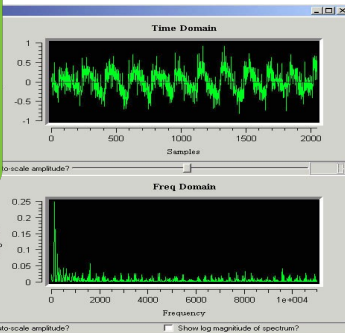 Time Domain
1
0.5
0
-0.5
-1
0 500 1000 1500 2000
Samples
to-scale amplitude?
Freq Domain
0.25
0.2
0.15
0.1
0.05
0
0 2000 4000 6000 8000 1e+004
Frequency
to-scale amplitude? Show log magnitude of spectrum?